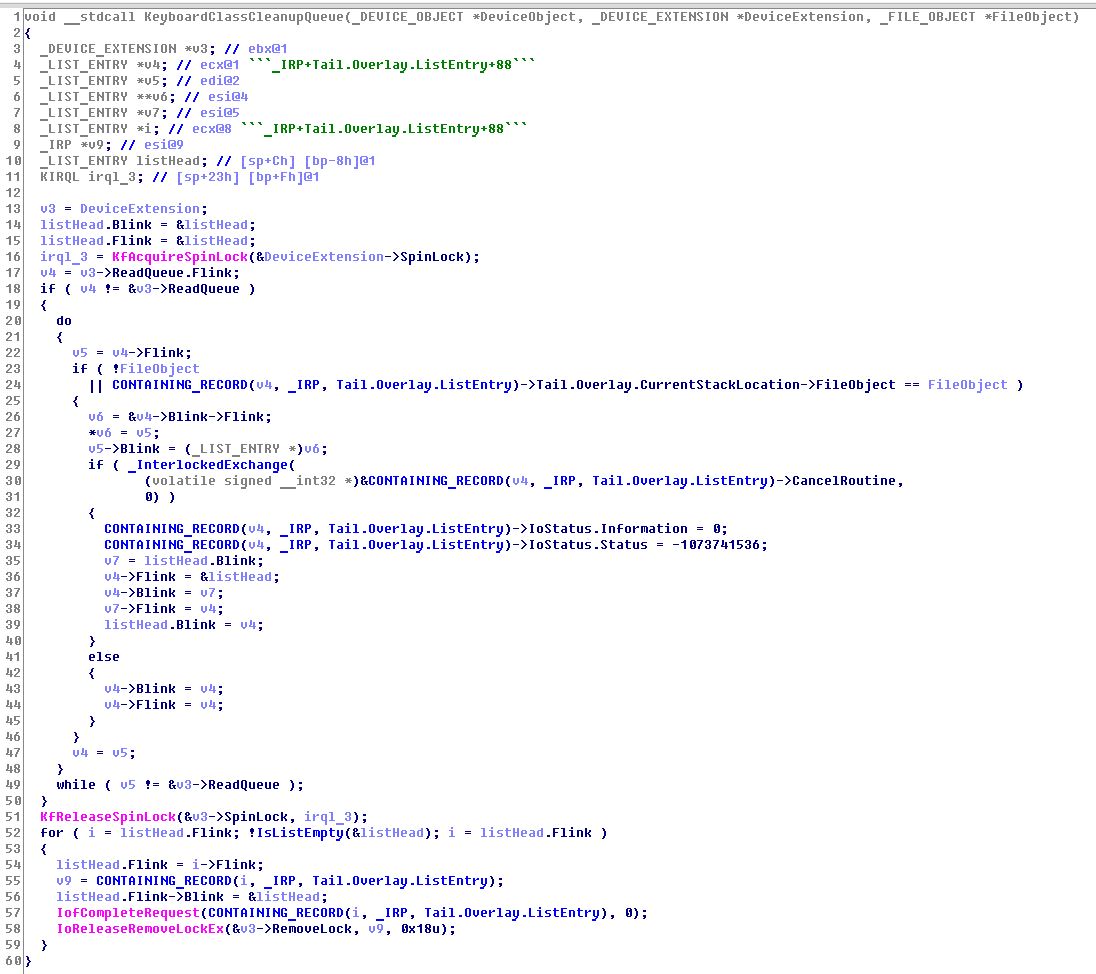 1 void __stdcall KeyboardClassCleanupQueue(_DEVICE_OBJECT *DeviceObject, _DEVICE_EXTENSION *DeviceExtension, _FILE_OBJECT *FileObject)
2 {
3   _DEVICE_EXTENSION *v3; // ebx@1
4   _LIST_ENTRY *v4; // ecx@1 ```_IRP+Tail.Overlay.ListEntry+88```
5   _LIST_ENTRY *v5; // edi@2
6   _LIST_ENTRY **v6; // esi@4
7   _LIST_ENTRY *v7; // esi@5
8   _LIST_ENTRY *i; // ecx@8 ```_IRP+Tail.Overlay.ListEntry+88```
9   _IRP *v9; // esi@9
10   _LIST_ENTRY listHead; // [sp+Ch] [bp-8h]@1
11   KIRQL irql_3; // [sp+23h] [bp+Fh]@1
12
13   v3 = DeviceExtension;
14   listHead.Blink = &listHead;
15   listHead.Flink = &listHead;
16   irql_3 = KfAcquireSpinLock(&DeviceExtension->SpinLock);
17   v4 = v3->ReadQueue.Flink;
18   if ( v4 != &v3->ReadQueue )
19   {
20     do
21     {
22       v5 = v4->Flink;
23       if ( !FileObject
24         || CONTAINING_RECORD(v4, _IRP, Tail.Overlay.ListEntry)->Tail.Overlay.CurrentStackLocation->FileObject == FileObject )
25       {
26         v6 = &v4->Blink->Flink;
27         *v6 = v5;
28         v5->Blink = (_LIST_ENTRY *)v6;
29         if ( _InterlockedExchange(
30                (volatile signed __int32 *)&CONTAINING_RECORD(v4, _IRP, Tail.Overlay.ListEntry)->CancelRoutine,
31                0) )
32         {
33           CONTAINING_RECORD(v4, _IRP, Tail.Overlay.ListEntry)->IoStatus.Information = 0;
34           CONTAINING_RECORD(v4, _IRP, Tail.Overlay.ListEntry)->IoStatus.Status = -1073741536;
35           v7 = listHead.Blink;
36           v4->Flink = &listHead;
37           v4->Blink = v7;
38           v7->Flink = v4;
39           listHead.Blink = v4;
40         }
41         else
42         {
43           v4->Blink = v4;
44           v4->Flink = v4;
45         }
46       }
47       v4 = v5;
48     }
49     while ( v5 != &v3->ReadQueue );
50   }
51   KfReleaseSpinLock(&v3->SpinLock, irql_3);
52   for ( i = listHead.Flink; !IsListEmpty(&listHead); i = listHead.Flink )
53   {
54     listHead.Flink = i->Flink;
55     v9 = CONTAINING_RECORD(i, _IRP, Tail.Overlay.ListEntry);
56     listHead.Flink->Blink = &listHead;
57     IofCompleteRequest(CONTAINING_RECORD(i, _IRP, Tail.Overlay.ListEntry), 0);
58     IoReleaseRemoveLockEx(&v3->RemoveLock, v9, 0x18u);
59   }
60 }